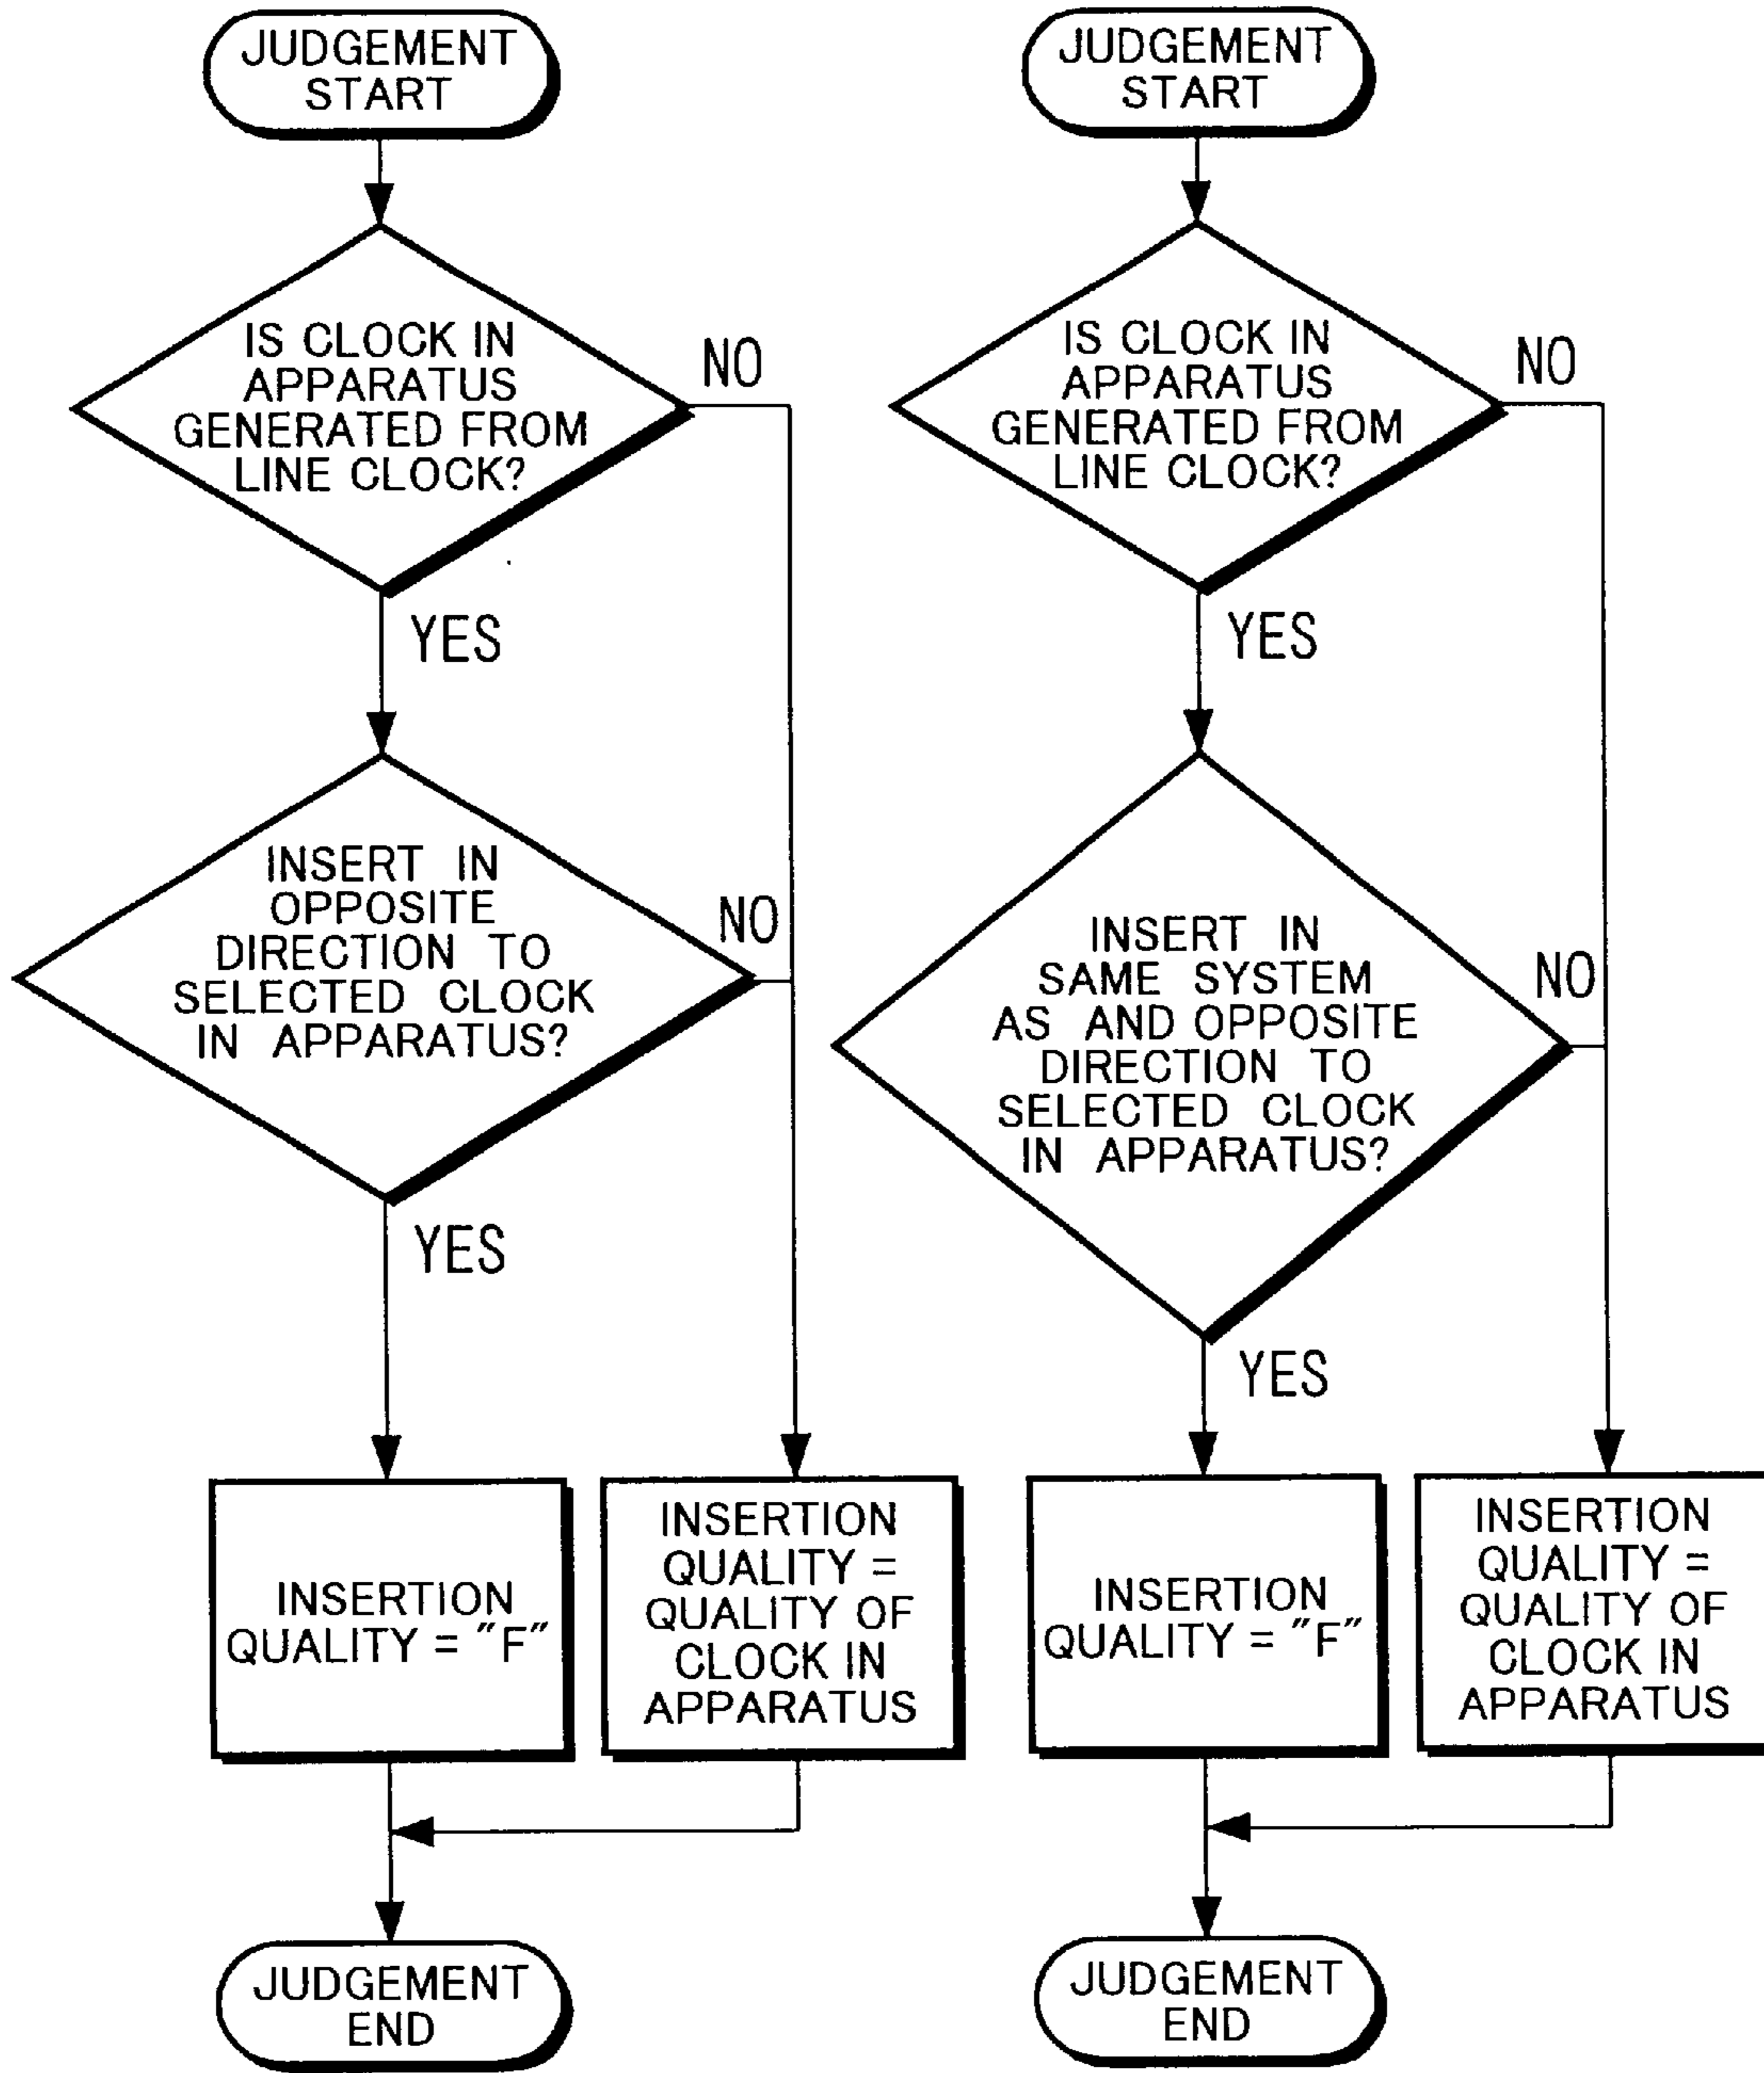 JUDGEMENT
START
IS CLOCK IN
APPARATUS
GENERATED FROM
LINE CLOCK?
NO
YES
INSERT IN
OPPOSITE
DIRECTION TO
SELECTED CLOCK
IN APPARATUS?
NO
YES
INSERTION
QUALITY = "F"
INSERTION
QUALITY =
QUALITY OF
CLOCK IN
APPARATUS
JUDGEMENT
END
JUDGEMENT
START
IS CLOCK IN
APPARATUS
GENERATED FROM
LINE CLOCK?
NO
YES
INSERT IN
SAME SYSTEM
AS AND OPPOSITE
DIRECTION TO
SELECTED CLOCK
IN APPARATUS?
NO
YES
INSERTION
QUALITY = "F"
INSERTION
QUALITY =
QUALITY OF
CLOCK IN
APPARATUS
JUDGEMENT
END